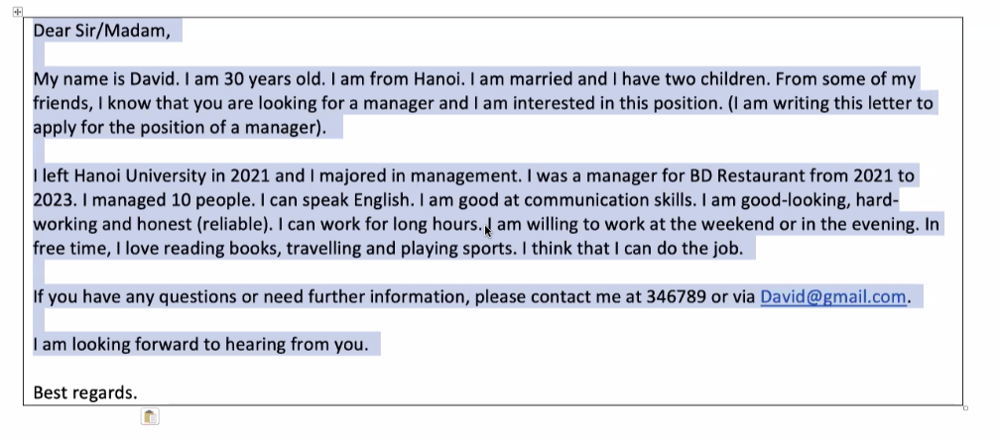 Dear Sir/Madam,
My name is David. I am 30 years old. I am from Hanoi. I am married and I have two children. From some of my
friends, I know that you are looking for a manager and I am interested in this position. (I am writing this letter to
apply for the position of a manager).
I left Hanoi University in 2021 and I majored in management. I was a manager for BD Restaurant from 2021 to
2023. I managed 10 people. I can speak English. I am good at communication skills. I am good-looking, hard-
working and honest (reliable). I can work for long hours. I am willing to work at the weekend or in the evening. In
free time, I love reading books, travelling and playing sports. I think that I can do the job.
If you have any questions or need further information, please contact me at 346789 or via David@gmail.com.
I am looking forward to hearing from you.
Best regards.